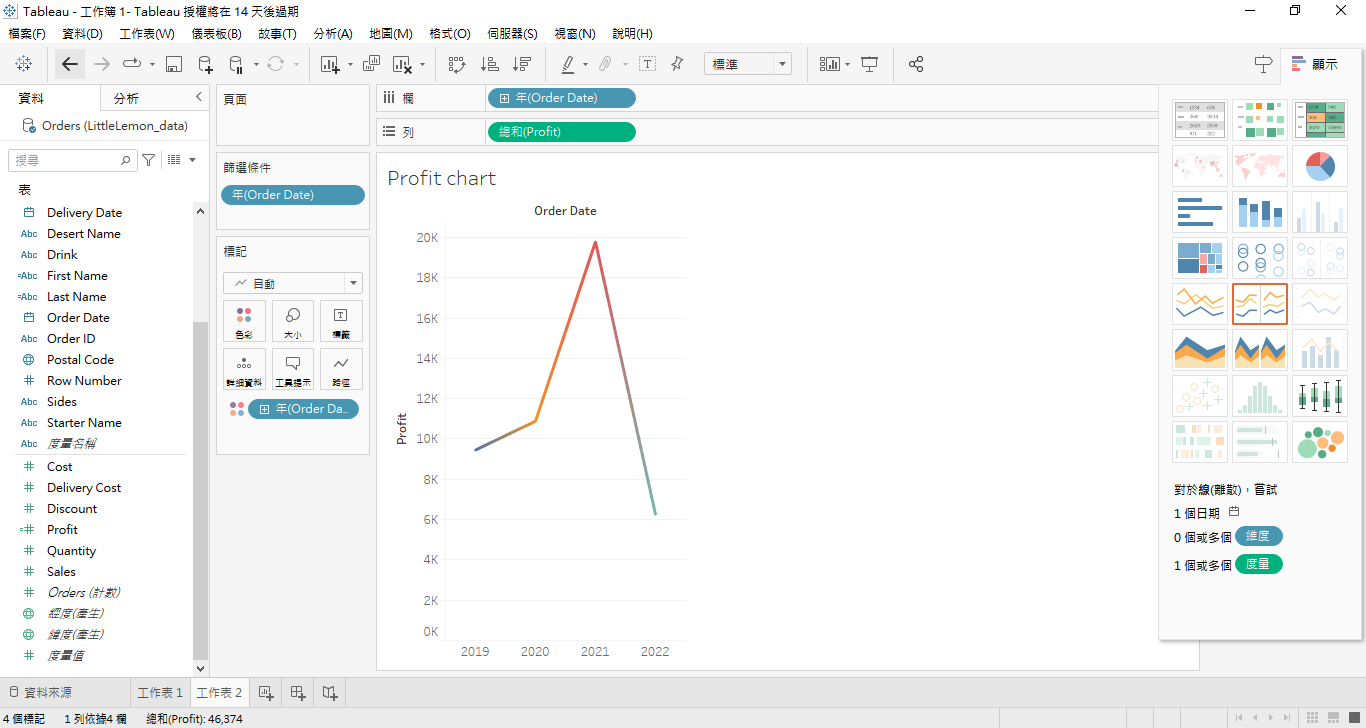 Tableau - 工作簿 1- Tableau 授權將在 14 天後過期
檔案(F) 資料(D) 工作表(W) 儀表板(B) 故事(T) 分析(A) 地圖(M) 格式(O) 伺服器(S) 視窗(N) 說明(H)
標準
顯示
資料 分析
Orders (LittleLemon_data)
搜尋
表
Delivery Date
Abc Desert Name
Abc Drink
=Abc First Name
=Abc Last Name
Order Date
Abc Order ID
Postal Code
# Row Number
Abc Sides
Abc Starter Name
Abc 度量名稱
# Cost
# Delivery Cost
# Discount
=# Profit
# Quantity
# Sales
# Orders (計數)
經度(產生)
緯度(產生)
# 度量值
頁面
篩選條件
年(Order Date)
標記
自動
色彩 大小 標籤
詳細資料 工具提示 路徑
年(Order Da..
欄 年(Order Date)
列 總和(Profit)
Profit chart
Order Date
Profit
20K
18K
16K
14K
12K
10K
8K
6K
4K
2K
0K
2019 2020 2021 2022
對於線(離散)，嘗試
1 個日期
0 個或多個 維度
1 個或多個 度量
資料來源 工作表 1 工作表 2
4 個標記 1 列依據4 欄 總和(Profit): 46,374